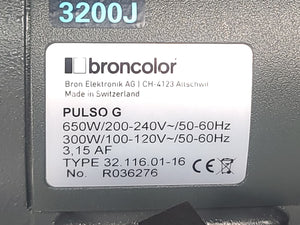 3200J
broncolor
Bron Elektronik AG | CH-4123 Allschwil
Made in Switzerland
PULSO G
650W/200-240V~/50-60Hz
300W/100-120V~/50-60Hz
3,15 AF
TYPE 32.116.01-16
No. R036276